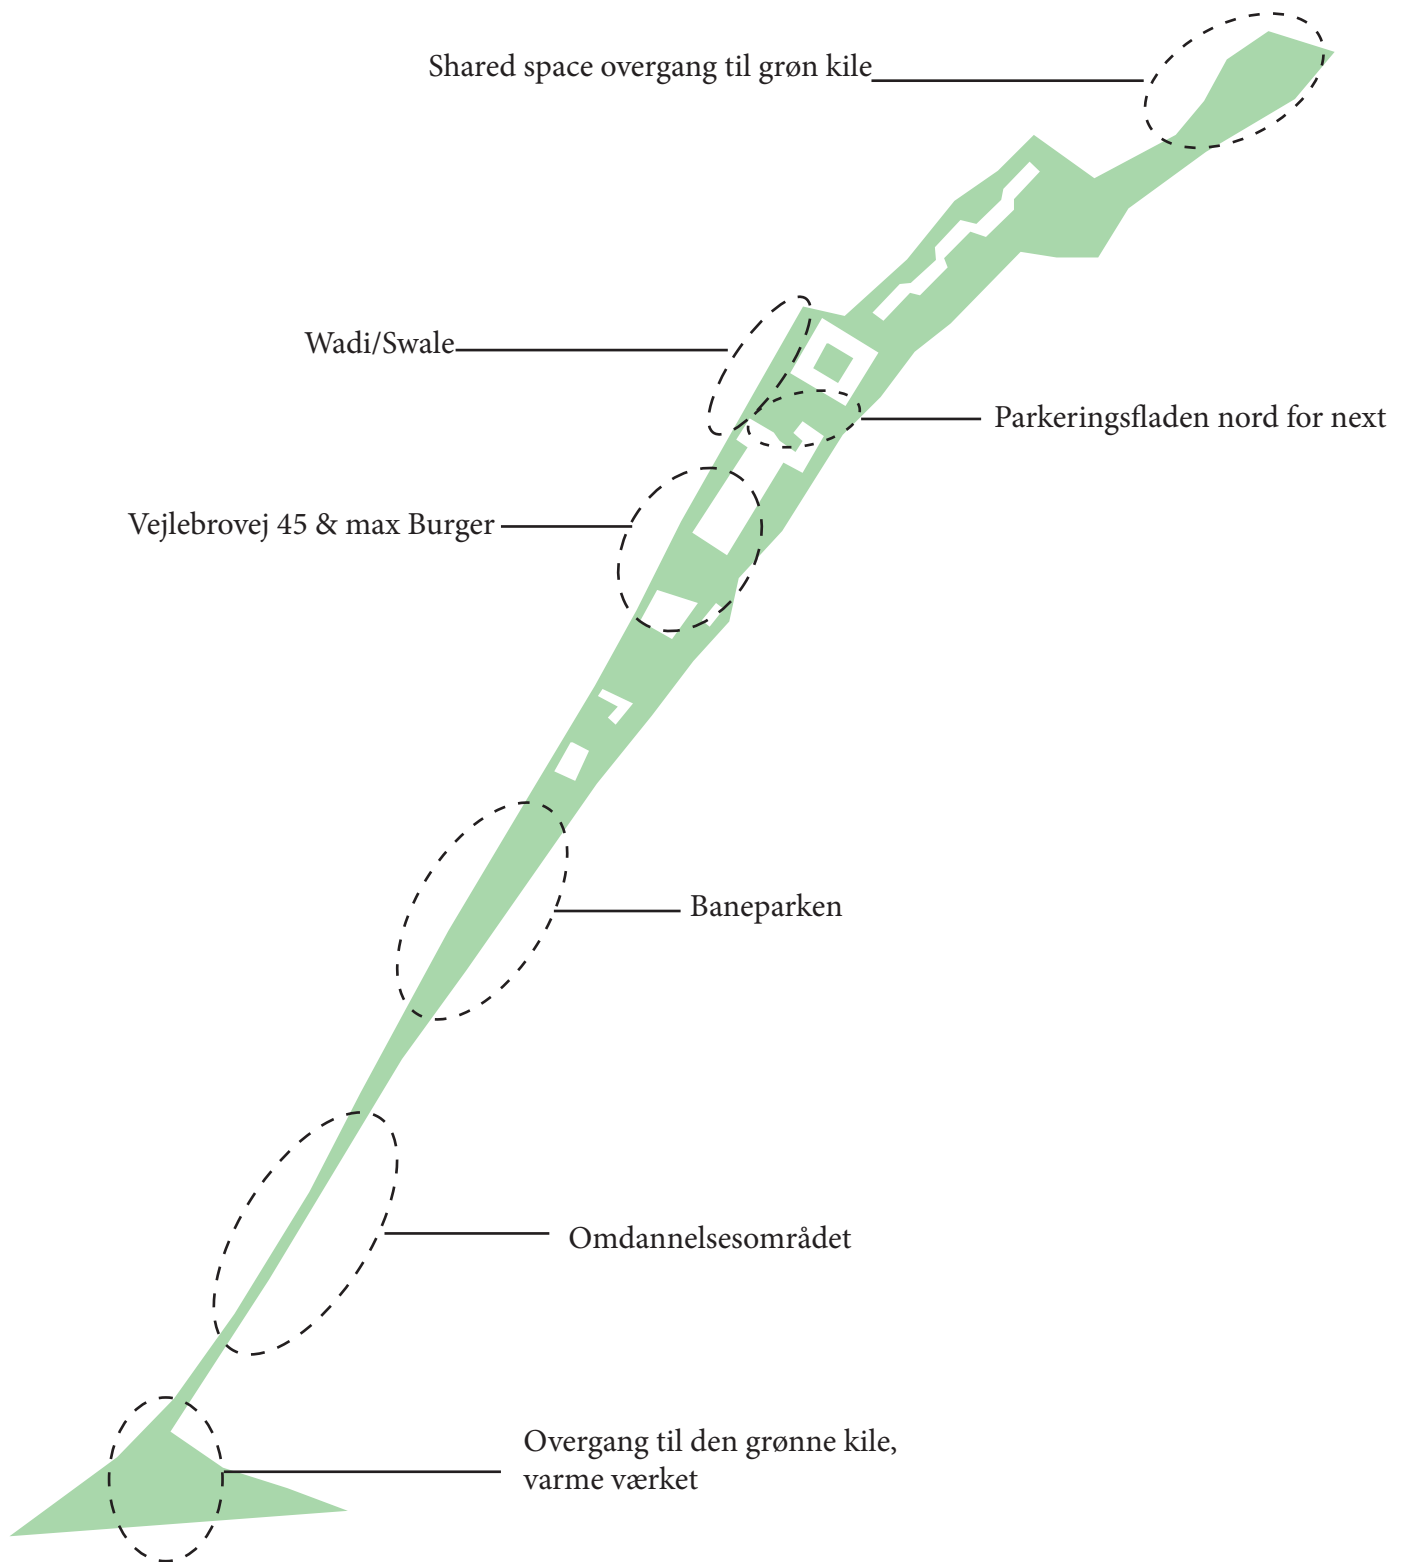 Shared space overgang til grøn kile
Wadi/Swale
Parkeringsfladen nord for next
Vejlebrovej 45 & max Burger
Baneparken
Omdannelsesområdet
Overgang til den grønne kile,
varme værket